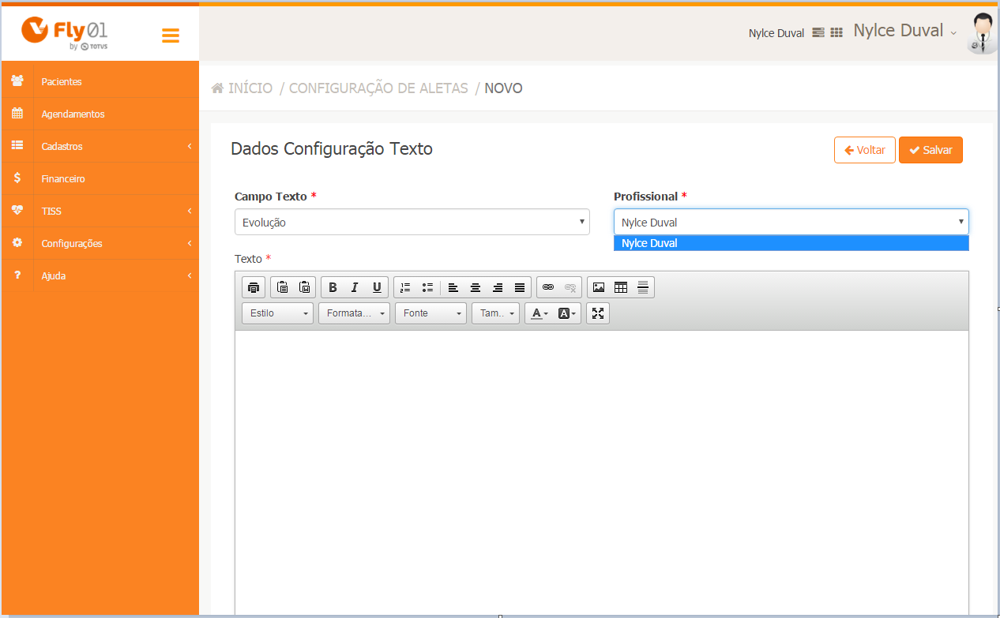 Fly01
by TOTVS
Nylce Duval
Nylce Duval
Pacientes
Agendamentos
Cadastros
Financeiro
TISS
Configurações
Ajuda
INÍCIO / CONFIGURAÇÃO DE ALETAS / NOVO
Dados Configuração Texto
Voltar
Salvar
Campo Texto *
Profissional *
Evolução
Nylce Duval
Nylce Duval
Texto *
B I U
Estilo
Formata...
Fonte
Tam..
A
A